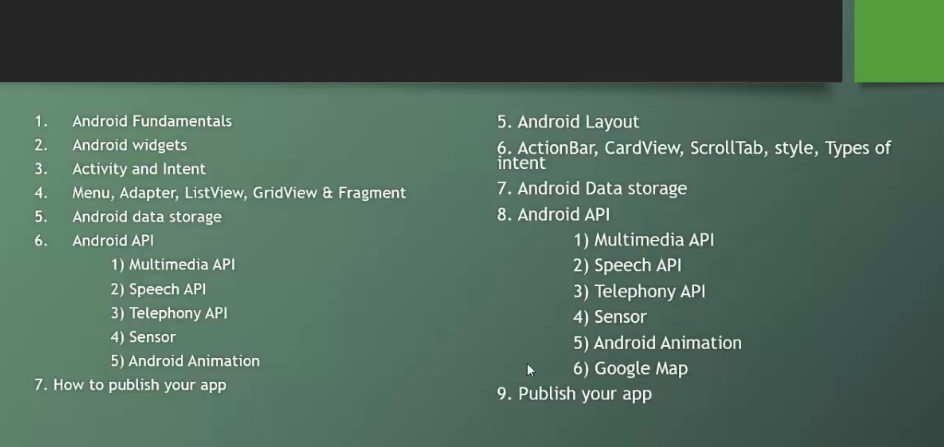 1. Android Fundamentals
2. Android widgets
3. Activity and Intent
4. Menu, Adapter, ListView, GridView & Fragment
5. Android data storage
6. Android API
1) Multimedia API
2) Speech API
3) Telephony API
4) Sensor
5) Android Animation
7. How to publish your app
5. Android Layout
6. ActionBar, CardView, ScrollTab, style, Types of
intent
7. Android Data storage
8. Android API
1) Multimedia API
2) Speech API
3) Telephony API
4) Sensor
5) Android Animation
6) Google Map
9. Publish your app